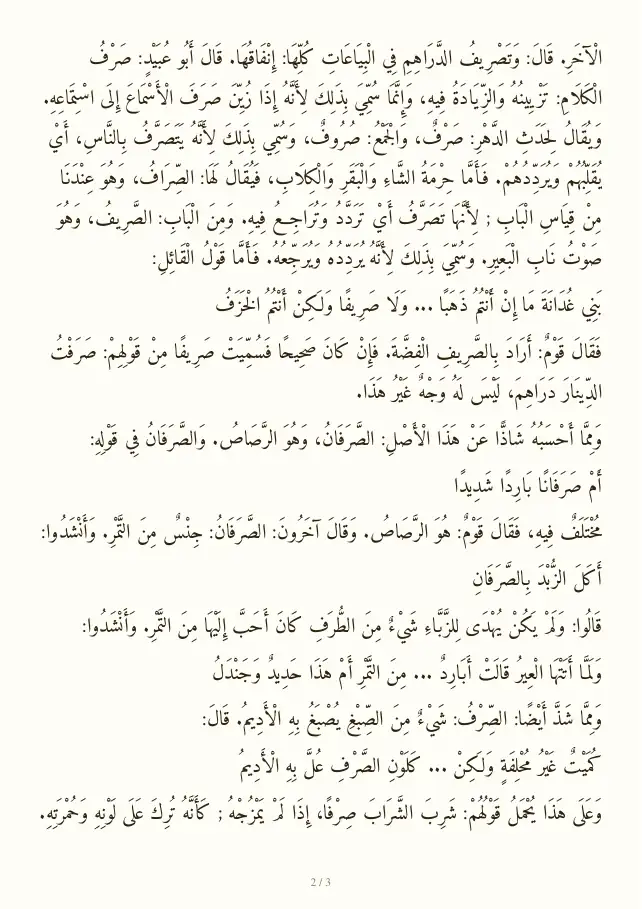 الْآخَرِ. قَالَ: وَتَصْرِيفُ الدَّرَاهِمِ فِي الْبِيَاعَاتِ كُلِّهَا: إِنْفَاقُهَا. قَالَ أَبُو عُبَيْدٍ: صَرْفُ
الْكَلَامِ: تَزْيِينُهُ وَالزِّيَادَةُ فِيهِ، وَإِنَّمَا سُمِّيَ بِذَلِكَ لِأَنَّهُ إِذَا زُيِّنَ صَرَفَ الْأَسْمَاعَ إِلَى اسْتِمَاعِهِ.
وَيُقَالُ لِحَدَثِ الدَّهْرِ: صَرْفٌ، وَالْجَمْعُ: صُرُوفٌ، وَسُمِّيَ بِذَلِكَ لِأَنَّهُ يَتَصَرَّفُ بِالنَّاسِ، أَيْ
يُقَلِّبُهُمْ وَيُرَدِّدُهُمْ. فَأَمَّا حِرْمَةُ الشَّاءِ وَالْبَقَرِ وَالْكِلَابِ، فَيُقَالُ لَهَا: الصِّرَافُ، وَهُوَ عِنْدَنَا
مِنْ قِيَاسِ الْبَابِ ; لِأَنَّهَا تَصَرَّفُ أَيْ تَرَدَّدُ وَتُرَاجِعُ فِيهِ. وَمِنَ الْبَابِ: الصَّرِيفُ، وَهُوَ
صَوْتُ نَابِ الْبَعِيرِ. وَسُمِّيَ بِذَلِكَ لِأَنَّهُ يُرَدِّدُهُ وَيُرَجِّعُهُ. فَأَمَّا قَوْلُ الْقَائِلِ:
بَنِي غُدَانَةَ مَا إِنْ أَنْتُمُ ذَهَبًا ... وَلَا صَرِيفًا وَلَكِنْ أَنْتُمُ الْخَزَفُ
فَقَالَ قَوْمٌ: أَرَادَ بِالصَّرِيفِ الْفِضَّةَ. فَإِنْ كَانَ صَحِيحًا فَسُمِّيَتْ صَرِيفًا مِنْ قَوْلِهِمْ: صَرَفْتُ
الدِّينَارَ دَرَاهِمَ، لَيْسَ لَهُ وَجْهٌ غَيْرُ هَذَا.
وَمِمَّا أَحْسَبُهُ شَاذًّا عَنْ هَذَا الْأَصْلِ: الصَّرَفَانُ، وَهُوَ الرَّصَاصُ. وَالصَّرَفَانُ فِي قَوْلِهِ:
أَمْ صَرَفَانًا بَارِدًا شَدِيدًا
مُخْتَلَفٌ فِيهِ، فَقَالَ قَوْمٌ: هُوَ الرَّصَاصُ. وَقَالَ آخَرُونَ: الصَّرَفَانُ: جِنْسٌ مِنَ التَّمْرِ. وَأَنْشَدُوا:
أَكَلَ الزُّبْدَ بِالصَّرَفَانِ
قَالُوا: وَلَمْ يَكُنْ يُهْدَى لِلزَّبَّاءِ شَيْءٌ مِنَ الطُّرَفِ كَانَ أَحَبَّ إِلَيْهَا مِنَ التَّمْرِ. وَأَنْشَدُوا:
وَلَمَّا أَتَتْهَا الْعِيرُ قَالَتْ أَبَارِدٌ ... مِنَ التَّمْرِ أَمْ هَذَا حَدِيدٌ وَجَنْدَلُ
وَمِمَّا شَذَّ أَيْضًا: الصِّرْفُ: شَيْءٌ مِنَ الصِّبْغِ يُصْبَغُ بِهِ الْأَدِيمُ. قَالَ:
كُمَيْتٌ غَيْرُ مُحْلِفَةٍ وَلَكِنْ ... كَلَوْنِ الصَّرْفِ عُلَّ بِهِ الْأَدِيمُ
وَعَلَى هَذَا يُحْمَلُ قَوْلُهُمْ: شَرِبَ الشَّرَابَ صِرْفًا، إِذَا لَمْ يَمْزُجْهُ ; كَأَنَّهُ تُرِكَ عَلَى لَوْنِهِ وَحُمْرَتِهِ.
2 / 3